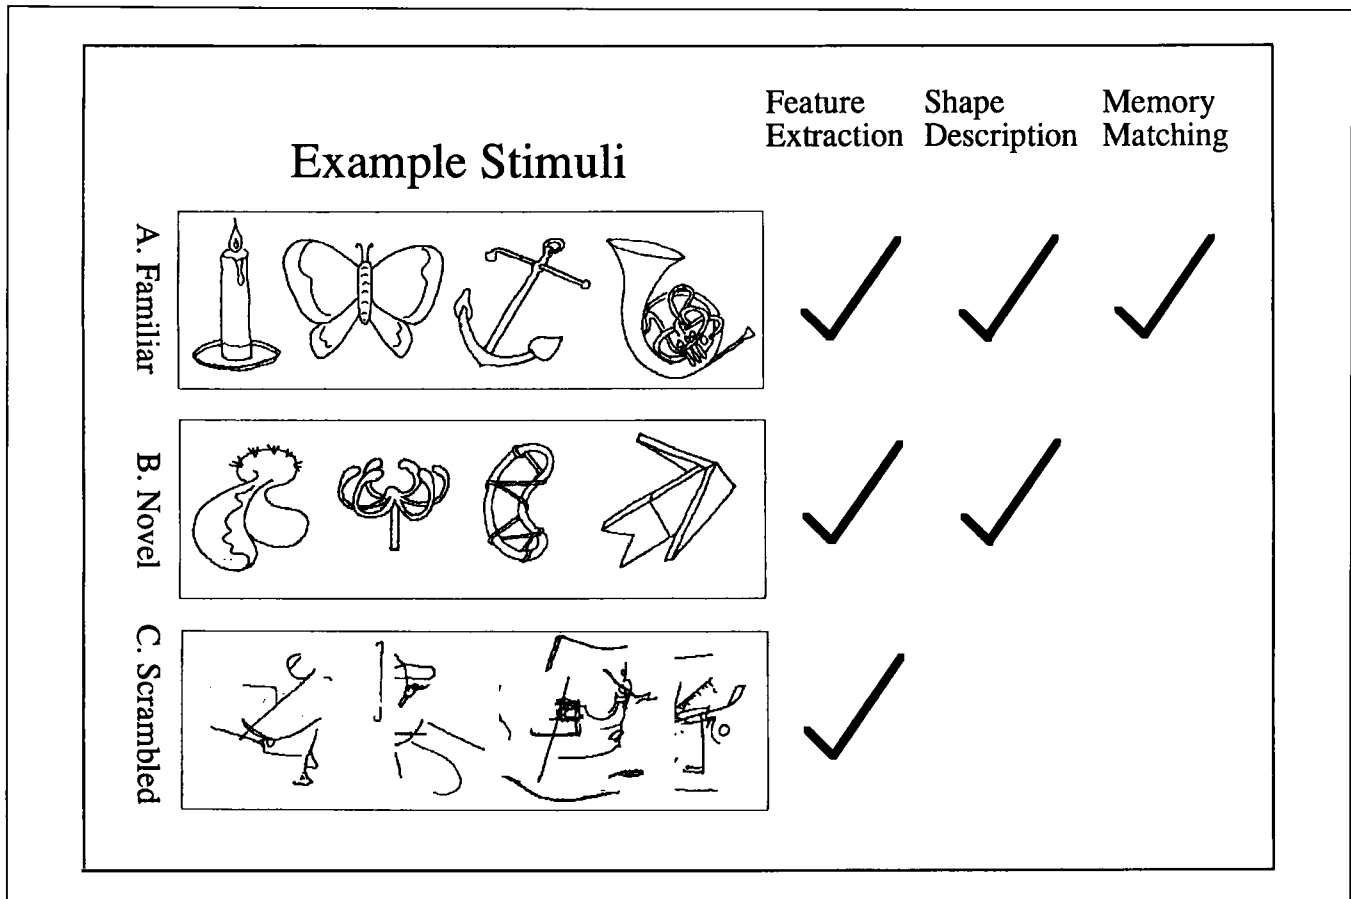 Feature
Extraction
Shape
Description
Memory
Matching
Example Stimuli
A. Familiar
B. Novel
C. Scrambled